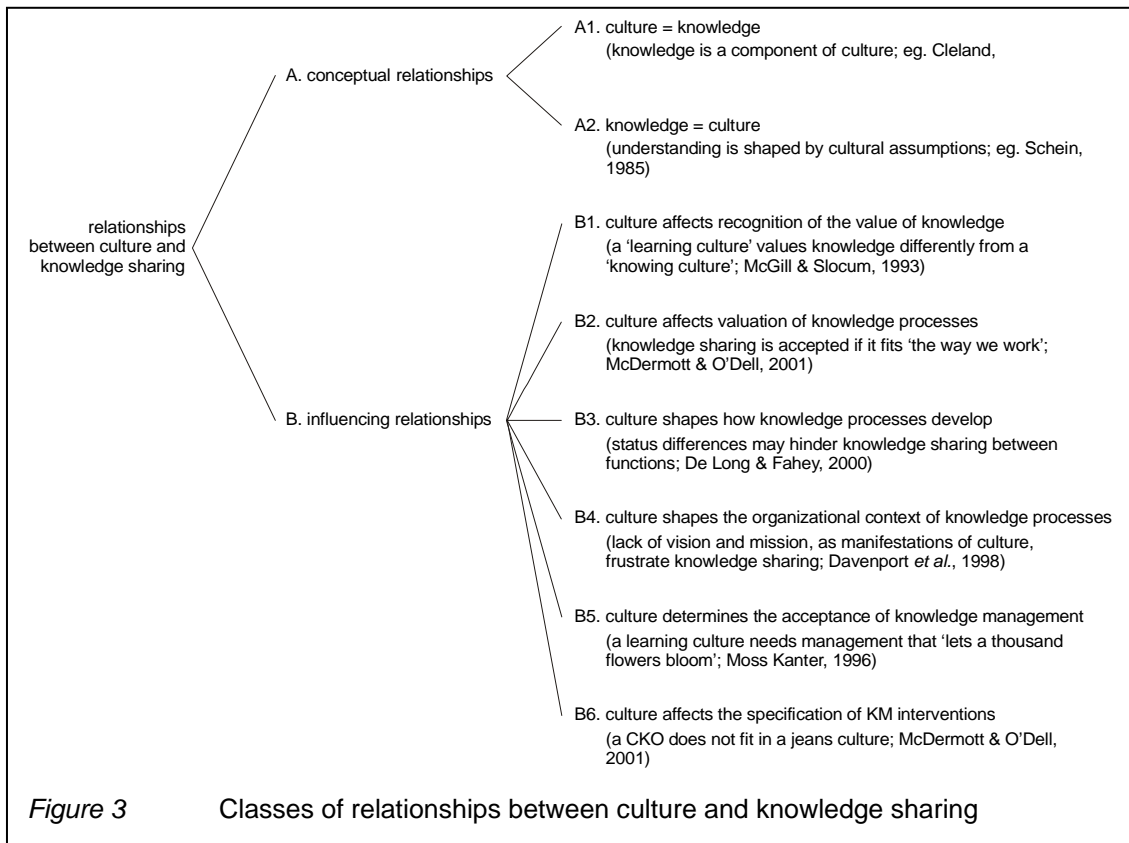 A1. culture = knowledge
(knowledge is a component of culture; eg. Cleland,
A. conceptual relationships
A2. knowledge = culture
(understanding is shaped by cultural assumptions; eg. Schein,
1985)
relationships
between culture and
knowledge sharing
B1. culture affects recognition of the value of knowledge
(a ‘learning culture’ values knowledge differently from a
‘knowing culture’; McGill & Slocum, 1993)
B2. culture affects valuation of knowledge processes
(knowledge sharing is accepted if it fits ‘the way we work’;
McDermott & O’Dell, 2001)
B. influencing relationships
B3. culture shapes how knowledge processes develop
(status differences may hinder knowledge sharing between
functions; De Long & Fahey, 2000)
B4. culture shapes the organizational context of knowledge processes
(lack of vision and mission, as manifestations of culture,
frustrate knowledge sharing; Davenport et al., 1998)
B5. culture determines the acceptance of knowledge management
(a learning culture needs management that ‘lets a thousand
flowers bloom’; Moss Kanter, 1996)
B6. culture affects the specification of KM interventions
(a CKO does not fit in a jeans culture; McDermott & O’Dell,
2001)
Figure 3 Classes of relationships between culture and knowledge sharing